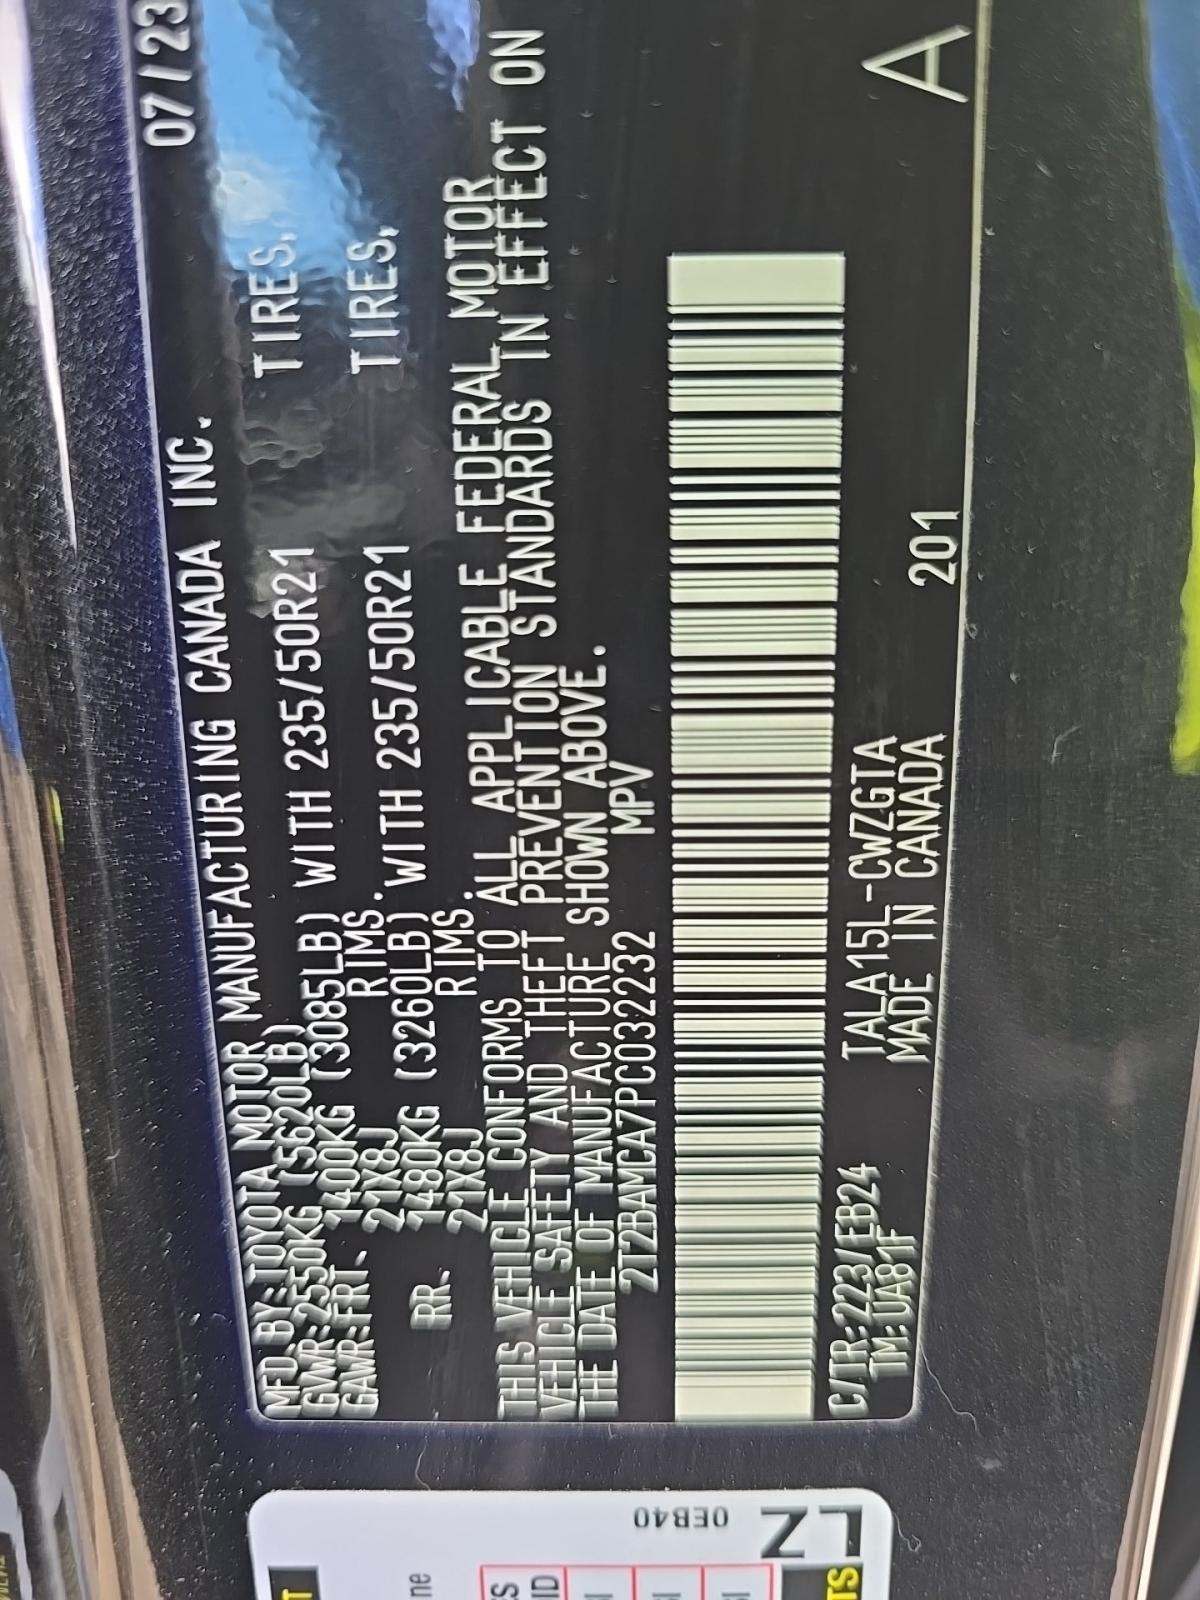 MFD BY: TOYOTA MOTOR MANUFACTURING CANADA INC. 07/23
GVWR: 2550KG (5620LB)
GAWR: FRT. 1400KG (3085LB) WITH 235/50R21 TIRES,
21X8J RIMS.
RR. 1480KG (3260LB) WITH 235/50R21 TIRES,
21X8J RIMS.
THIS VEHICLE CONFORMS TO ALL APPLICABLE FEDERAL MOTOR
VEHICLE SAFETY AND THEFT PREVENTION STANDARDS IN EFFECT ON
THE DATE OF MANUFACTURE SHOWN ABOVE.
2T2BAMCA7PC032232 MPV
C/TR: 223/EB24 TALA15L-CWZGTA
TM: UA81F MADE IN CANADA 201 A
0EB40
LZ